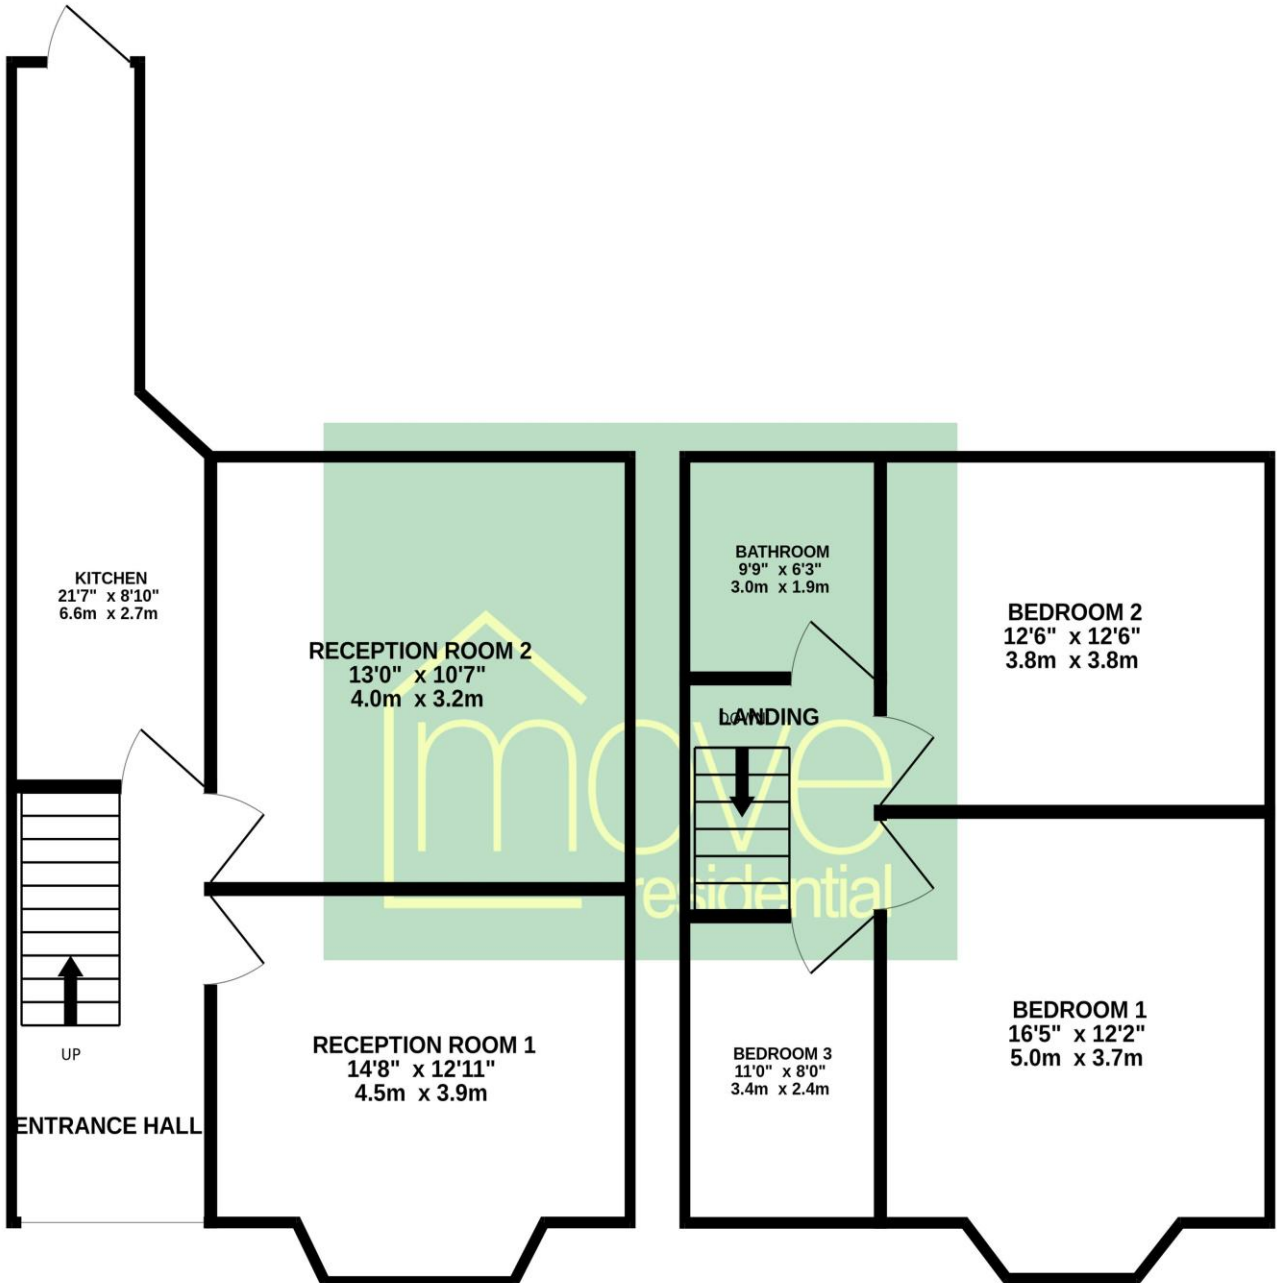 KITCHEN
21'7" x 8'10"
6.6m x 2.7m
RECEPTION ROOM 2
13'0" x 10'7"
4.0m x 3.2m
UP
ENTRANCE HALL
RECEPTION ROOM 1
14'8" x 12'11"
4.5m x 3.9m
BATHROOM
9'9" x 6'3"
3.0m x 1.9m
BEDROOM 2
12'6" x 12'6"
3.8m x 3.8m
LANDING
DOWN
BEDROOM 3
11'0" x 8'0"
3.4m x 2.4m
BEDROOM 1
16'5" x 12'2"
5.0m x 3.7m
move
residential